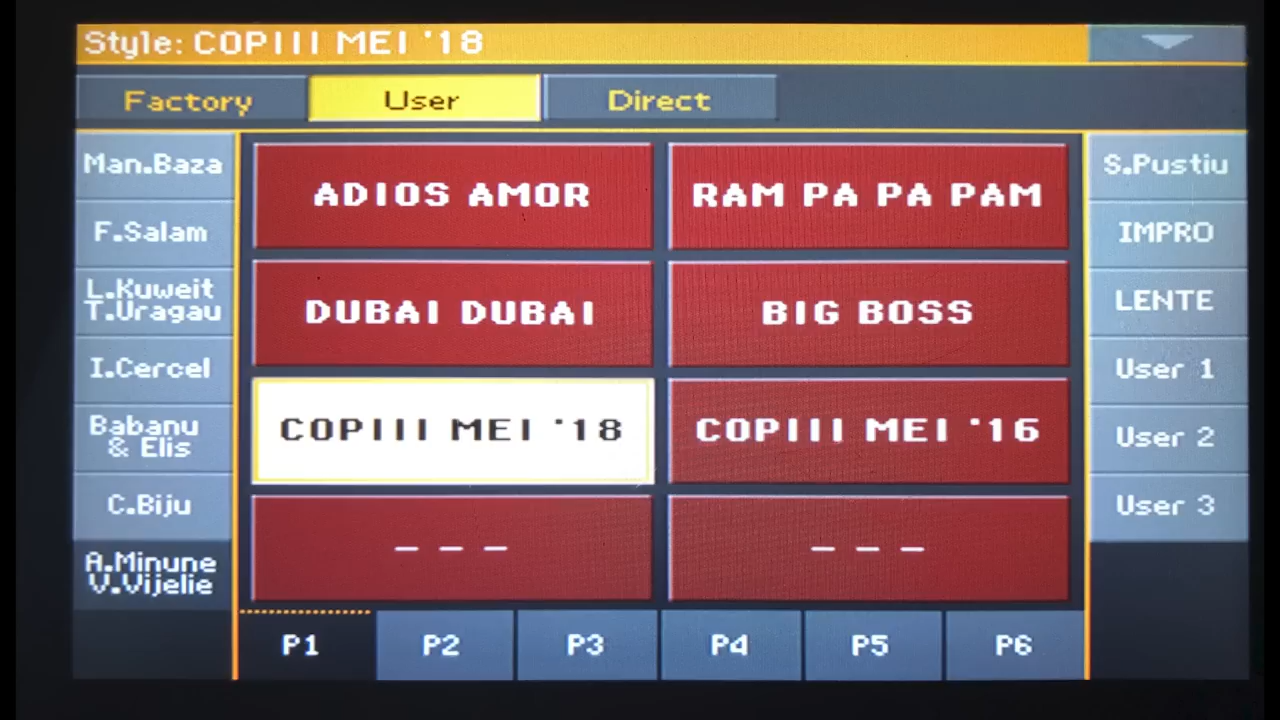 Style: COPIII MEI '18
Factory
User
Direct
Man.Baza
F.Salam
L.Kuweit
T.Uragau
I.Cercel
Babanu
& Elis
C.Biju
A.Minune
V.Vijelie
ADIOS AMOR
RAM PA PA PAM
DUBAI DUBAI
BIG BOSS
COPIII MEI '18
COPIII MEI '16
- - -
- - -
S.Pustiu
IMPRO
LENTE
User 1
User 2
User 3
P1
P2
P3
P4
P5
P6